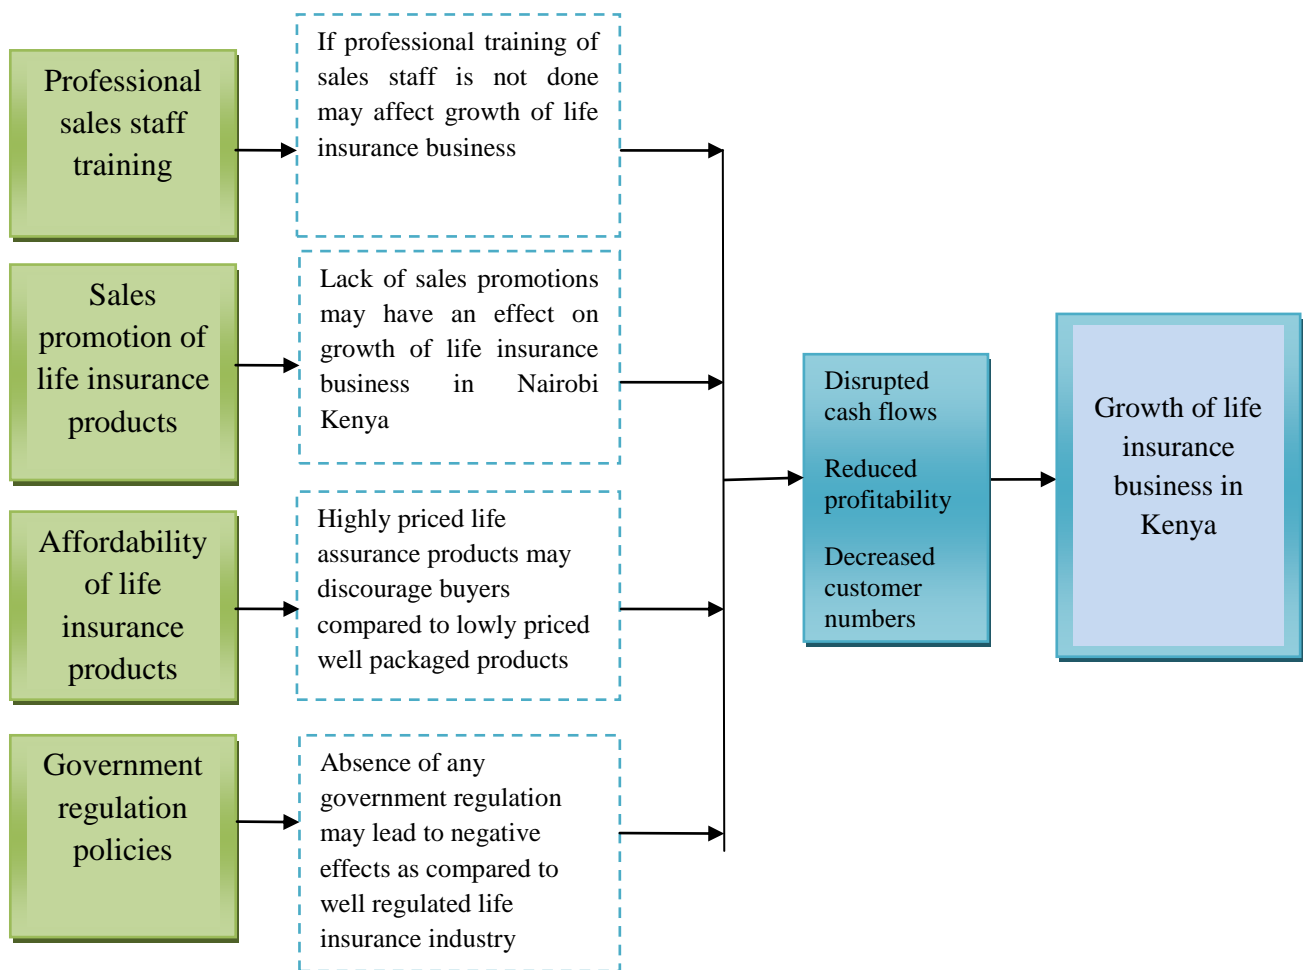 Professional
sales staff
training
If professional training of
sales staff is not done
may affect growth of life
insurance business
Sales
promotion of
life insurance
products
Lack of sales promotions
may have an effect on
growth of life insurance
business in Nairobi
Kenya
Affordability
of life
insurance
products
Highly priced life
assurance products may
discourage buyers
compared to lowly priced
well packaged products
Government
regulation
policies
Absence of any
government regulation
may lead to negative
effects as compared to
well regulated life
insurance industry
Disrupted
cash flows
Reduced
profitability
Decreased
customer
numbers
Growth of life
insurance
business in
Kenya